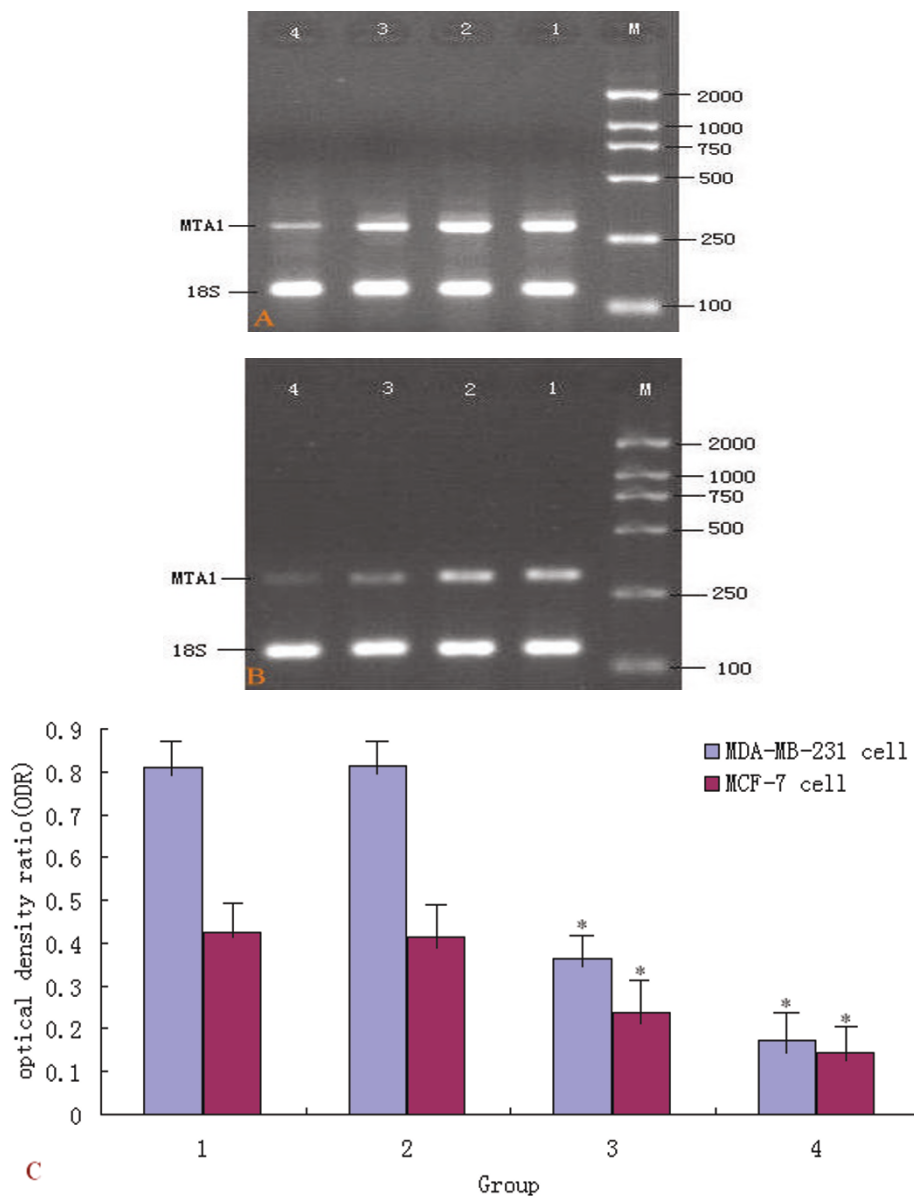 4 3 2 1 M
2000
1000
750
500
MTA1
250
18S
100
A
4 3 2 1 M
2000
1000
750
500
MTA1
250
18S
100
B
0.9
0.8
0.7
0.6
0.5
0.4
0.3
0.2
0.1
0
optical density ratio(ODR)
MDA-MB-231 cell
MCF-7 cell
* *
* *
1 2 3 4
Group
C